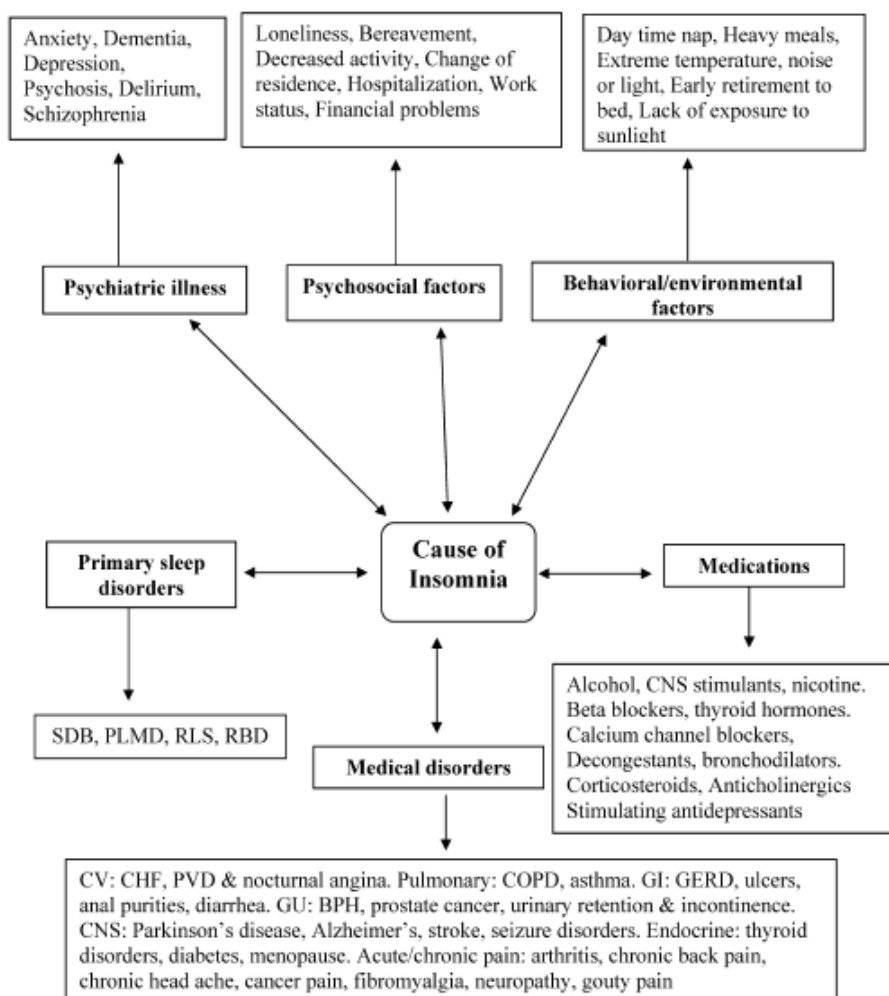 Anxiety, Dementia,
Depression,
Psychosis, Delirium,
Schizophrenia
Loneliness, Bereavement,
Decreased activity, Change of
residence, Hospitalization, Work
status, Financial problems
Day time nap, Heavy meals,
Extreme temperature, noise
or light, Early retirement to
bed, Lack of exposure to
sunlight
Psychiatric illness
Psychosocial factors
Behavioral/environmental
factors
Primary sleep
disorders
Cause of
Insomnia
Medications
SDB, PLMD, RLS, RBD
Medical disorders
Alcohol, CNS stimulants, nicotine.
Beta blockers, thyroid hormones.
Calcium channel blockers,
Decongestants, bronchodilators.
Corticosteroids, Anticholinergics
Stimulating antidepressants
CV: CHF, PVD & nocturnal angina. Pulmonary: COPD, asthma. GI: GERD, ulcers,
anal purities, diarrhea. GU: BPH, prostate cancer, urinary retention & incontinence.
CNS: Parkinson's disease, Alzheimer's, stroke, seizure disorders. Endocrine: thyroid
disorders, diabetes, menopause. Acute/chronic pain: arthritis, chronic back pain,
chronic head ache, cancer pain, fibromyalgia, neuropathy, gouty pain